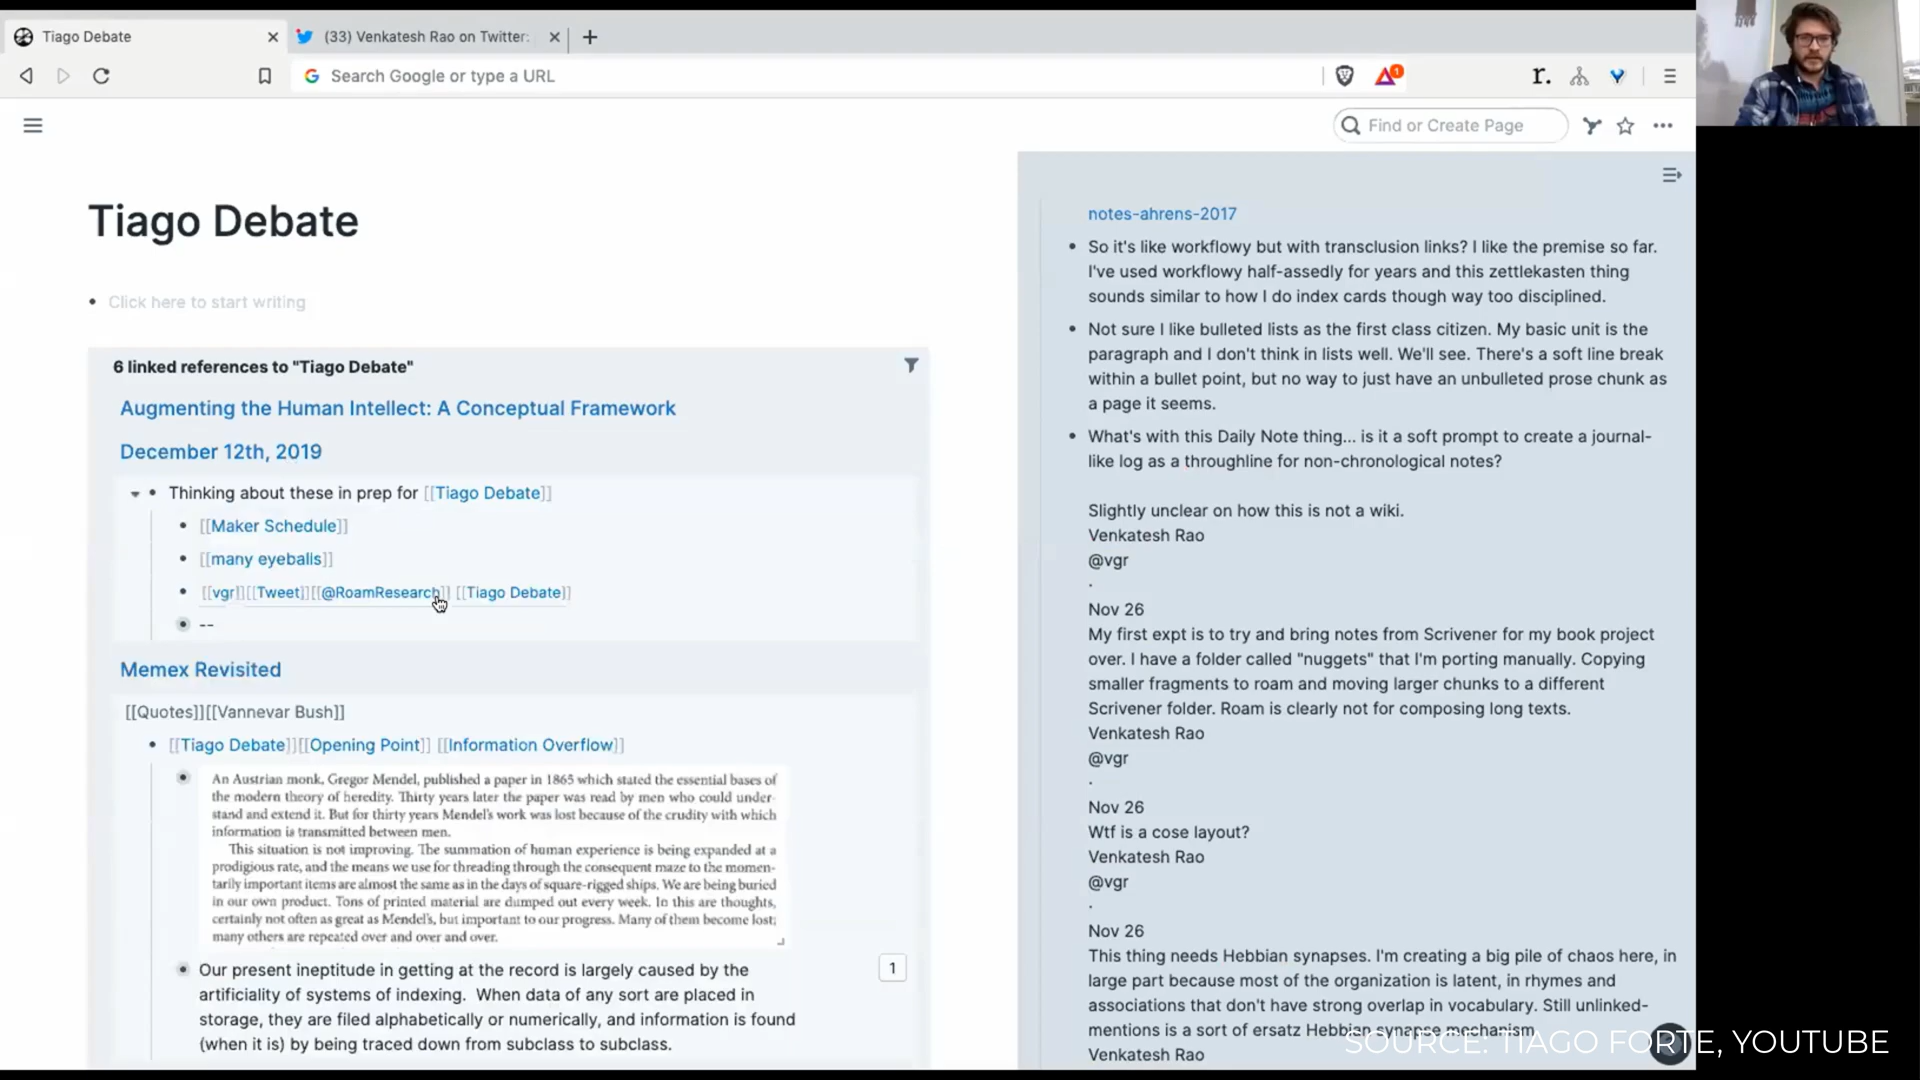 Tiago Debate
(33) Venkatesh Rao on Twitter:
Search Google or type a URL
1
r.
Find or Create Page
Tiago Debate
Click here to start writing
6 linked references to "Tiago Debate"
Augmenting the Human Intellect: A Conceptual Framework
December 12th, 2019
Thinking about these in prep for [[Tiago Debate]]
[[Maker Schedule]]
[[many eyeballs]]
[[vgr]][[Tweet]][[@RoamResearch]] [[Tiago Debate]]
--
Memex Revisited
[[Quotes]][[Vannevar Bush]]
[[Tiago Debate]][[Opening Point]] [[Information Overflow]]
An Austrian monk, Gregor Mendel, published a paper in 1865 which stated the essential bases of
the modern theory of heredity. Thirty years later the paper was read by men who could under-
stand and extend it. But for thirty years Mendel's work was lost because of the crudity with which
information is transmitted between men.
This situation is not improving. The summation of human experience is being expanded at a
prodigious rate, and the means we use for threading through the consequent maze to the momen-
tarily important items are almost the same as in the days of square-rigged ships. We are being buried
in our own product. Tons of printed material are dumped out every week. In this are thoughts,
certainly not often as great as Mendel's, but important to our progress. Many of them become lost;
many others are repeated over and over and over.
Our present ineptitude in getting at the record is largely caused by the
artificiality of systems of indexing. When data of any sort are placed in
storage, they are filed alphabetically or numerically, and information is found
(when it is) by being traced down from subclass to subclass.
1
notes-ahrens-2017
So it's like workflowy but with transclusion links? I like the premise so far.
I've used workflowy half-assedly for years and this zettlekasten thing
sounds similar to how I do index cards though way too disciplined.
Not sure I like bulleted lists as the first class citizen. My basic unit is the
paragraph and I don't think in lists well. We'll see. There's a soft line break
within a bullet point, but no way to just have an unbulleted prose chunk as
a page it seems.
What's with this Daily Note thing... is it a soft prompt to create a journal-
like log as a throughline for non-chronological notes?
Slightly unclear on how this is not a wiki.
Venkatesh Rao
@vgr
·
Nov 26
My first expt is to try and bring notes from Scrivener for my book project
over. I have a folder called "nuggets" that I'm porting manually. Copying
smaller fragments to roam and moving larger chunks to a different
Scrivener folder. Roam is clearly not for composing long texts.
Venkatesh Rao
@vgr
·
Nov 26
Wtf is a cose layout?
Venkatesh Rao
@vgr
·
Nov 26
This thing needs Hebbian synapses. I'm creating a big pile of chaos here, in
large part because most of the organization is latent, in rhymes and
associations that don't have strong overlap in vocabulary. Still unlinked-
mentions is a sort of ersatz Hebbian synapse mechanism
Venkatesh Rao
SOURCE: TIAGO FORTE, YOUTUBE